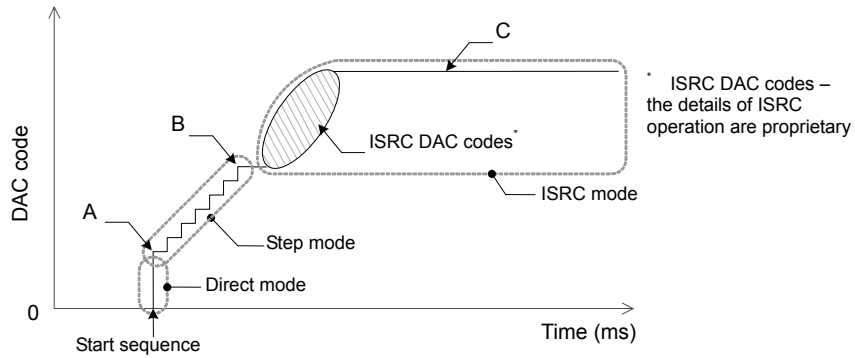 C
* ISRC DAC codes –
the details of ISRC
operation are proprietary
B
ISRC DAC codes*
DAC code
ISRC mode
A
Step mode
Direct mode
0
Time (ms)
Start sequence